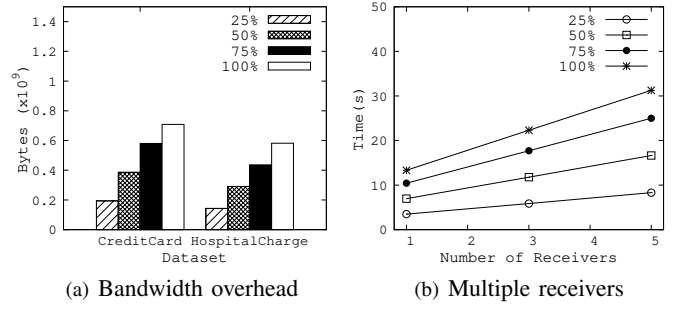 1.4
1.2
1
0.8
0.6
0.4
0.2
0
Bytes (x10^9)
25%
50%
75%
100%
CreditCard HospitalCharge
Dataset
(a) Bandwidth overhead
50
40
30
20
10
0
Time(s)
25%
50%
75%
100%
1 2 3 4 5
Number of Receivers
(b) Multiple receivers